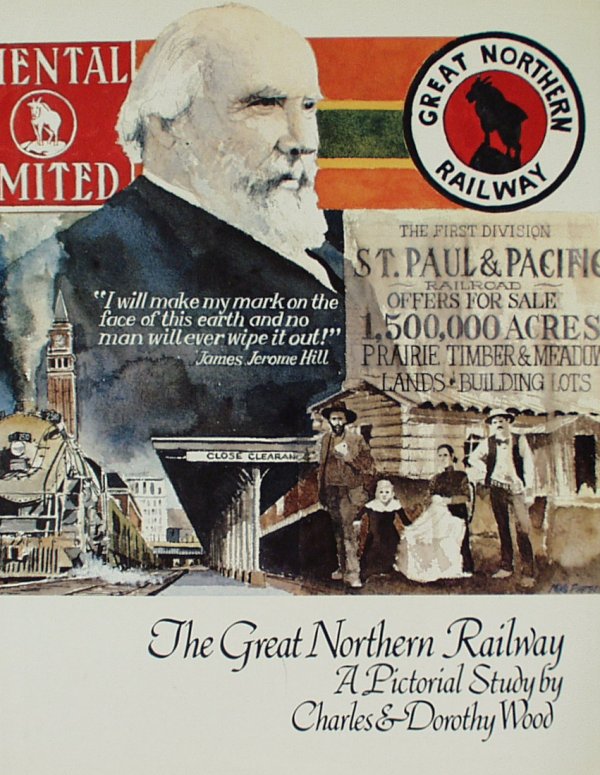 IENTAL
MITED
GREAT NORTHERN
RAILWAY
THE FIRST DIVISION
ST. PAUL & PACIFIC
RAILROAD
OFFERS FOR SALE
1,500,000 ACRES
PRAIRIE TIMBER & MEADOW
LANDS · BUILDING LOTS
"I will make my mark on the
face of this earth and no
man will ever wipe it out!"
James Jerome Hill
CLOSE CLEARANCE
The Great Northern Railway
A Pictorial Study by
Charles & Dorothy Wood